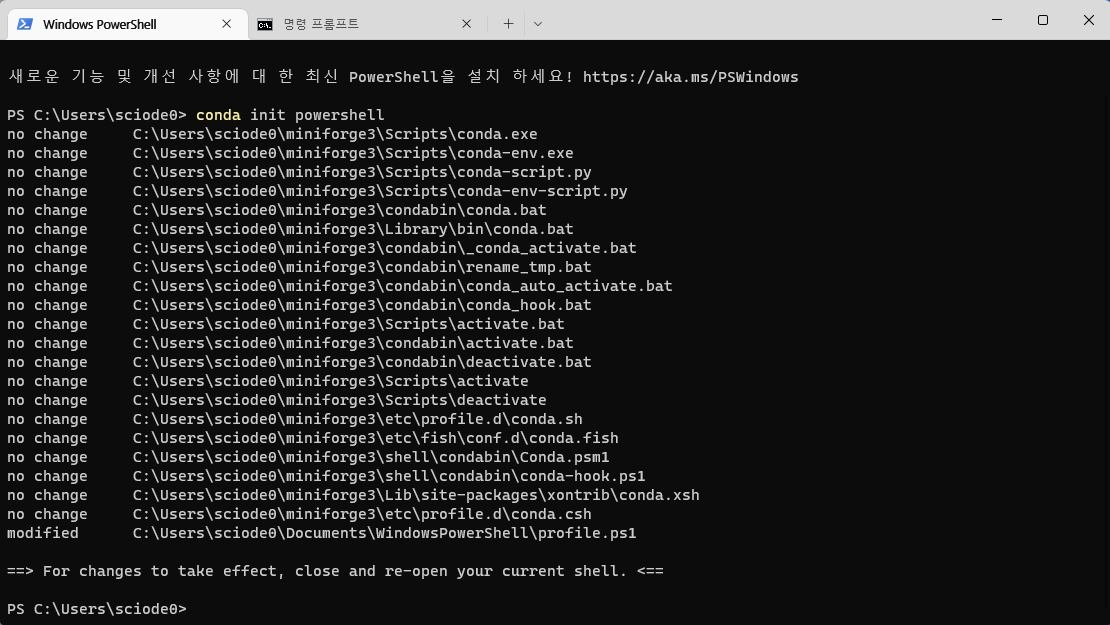 Windows PowerShell
명령 프롬프트
새로운 기능 및 개선 사항에 대 한 최신 PowerShell을 설치 하세요! https://aka.ms/PSWindows
PS C:\Users\sciode0> conda init powershell
no change     C:\Users\sciode0\miniforge3\Scripts\conda.exe
no change     C:\Users\sciode0\miniforge3\Scripts\conda-env.exe
no change     C:\Users\sciode0\miniforge3\Scripts\conda-script.py
no change     C:\Users\sciode0\miniforge3\Scripts\conda-env-script.py
no change     C:\Users\sciode0\miniforge3\condabin\conda.bat
no change     C:\Users\sciode0\miniforge3\Library\bin\conda.bat
no change     C:\Users\sciode0\miniforge3\condabin\_conda_activate.bat
no change     C:\Users\sciode0\miniforge3\condabin\rename_tmp.bat
no change     C:\Users\sciode0\miniforge3\condabin\conda_auto_activate.bat
no change     C:\Users\sciode0\miniforge3\condabin\conda_hook.bat
no change     C:\Users\sciode0\miniforge3\Scripts\activate.bat
no change     C:\Users\sciode0\miniforge3\condabin\activate.bat
no change     C:\Users\sciode0\miniforge3\condabin\deactivate.bat
no change     C:\Users\sciode0\miniforge3\Scripts\activate
no change     C:\Users\sciode0\miniforge3\Scripts\deactivate
no change     C:\Users\sciode0\miniforge3\etc\profile.d\conda.sh
no change     C:\Users\sciode0\miniforge3\etc\fish\conf.d\conda.fish
no change     C:\Users\sciode0\miniforge3\shell\condabin\Conda.psm1
no change     C:\Users\sciode0\miniforge3\shell\condabin\conda-hook.ps1
no change     C:\Users\sciode0\miniforge3\Lib\site-packages\xontrib\conda.xsh
no change     C:\Users\sciode0\miniforge3\etc\profile.d\conda.csh
modified      C:\Users\sciode0\Documents\WindowsPowerShell\profile.ps1
==> For changes to take effect, close and re-open your current shell. <==
PS C:\Users\sciode0>